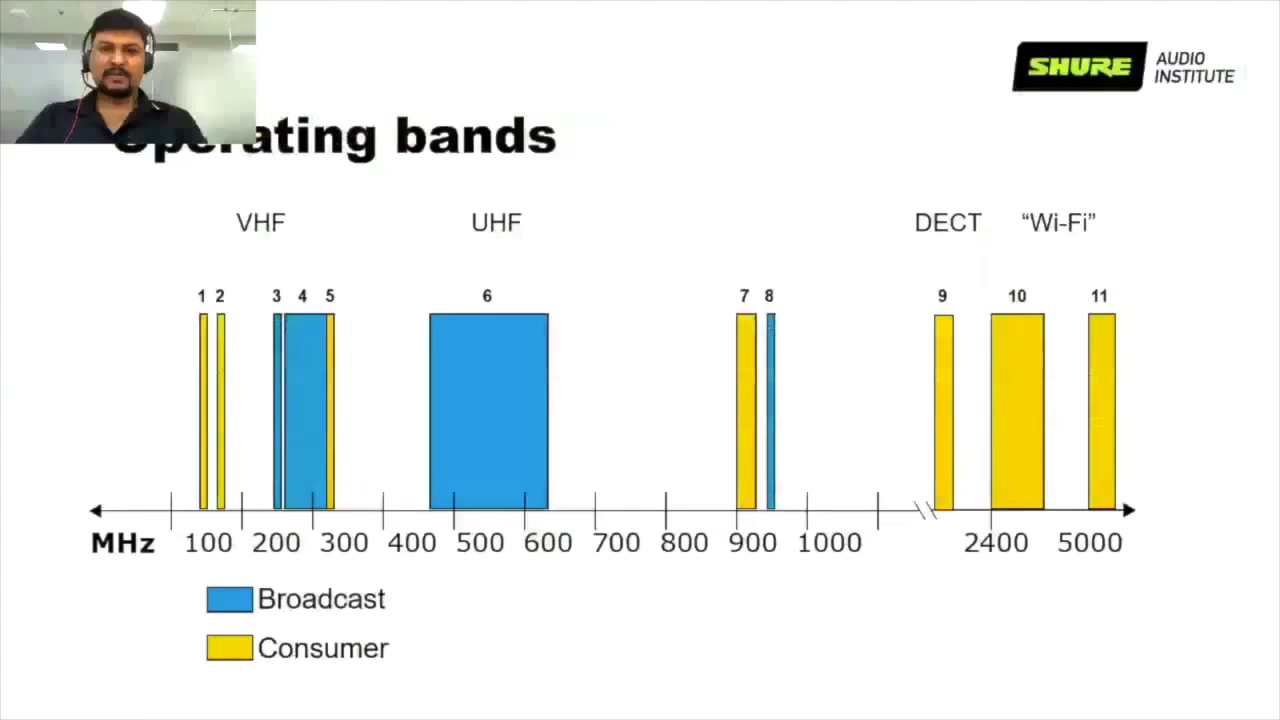 SHURE AUDIO
INSTITUTE
Operating bands
VHF UHF DECT “Wi-Fi”
1 2 3 4 5 6 7 8 9 10 11
MHz 100 200 300 400 500 600 700 800 900 1000 2400 5000
Broadcast
Consumer